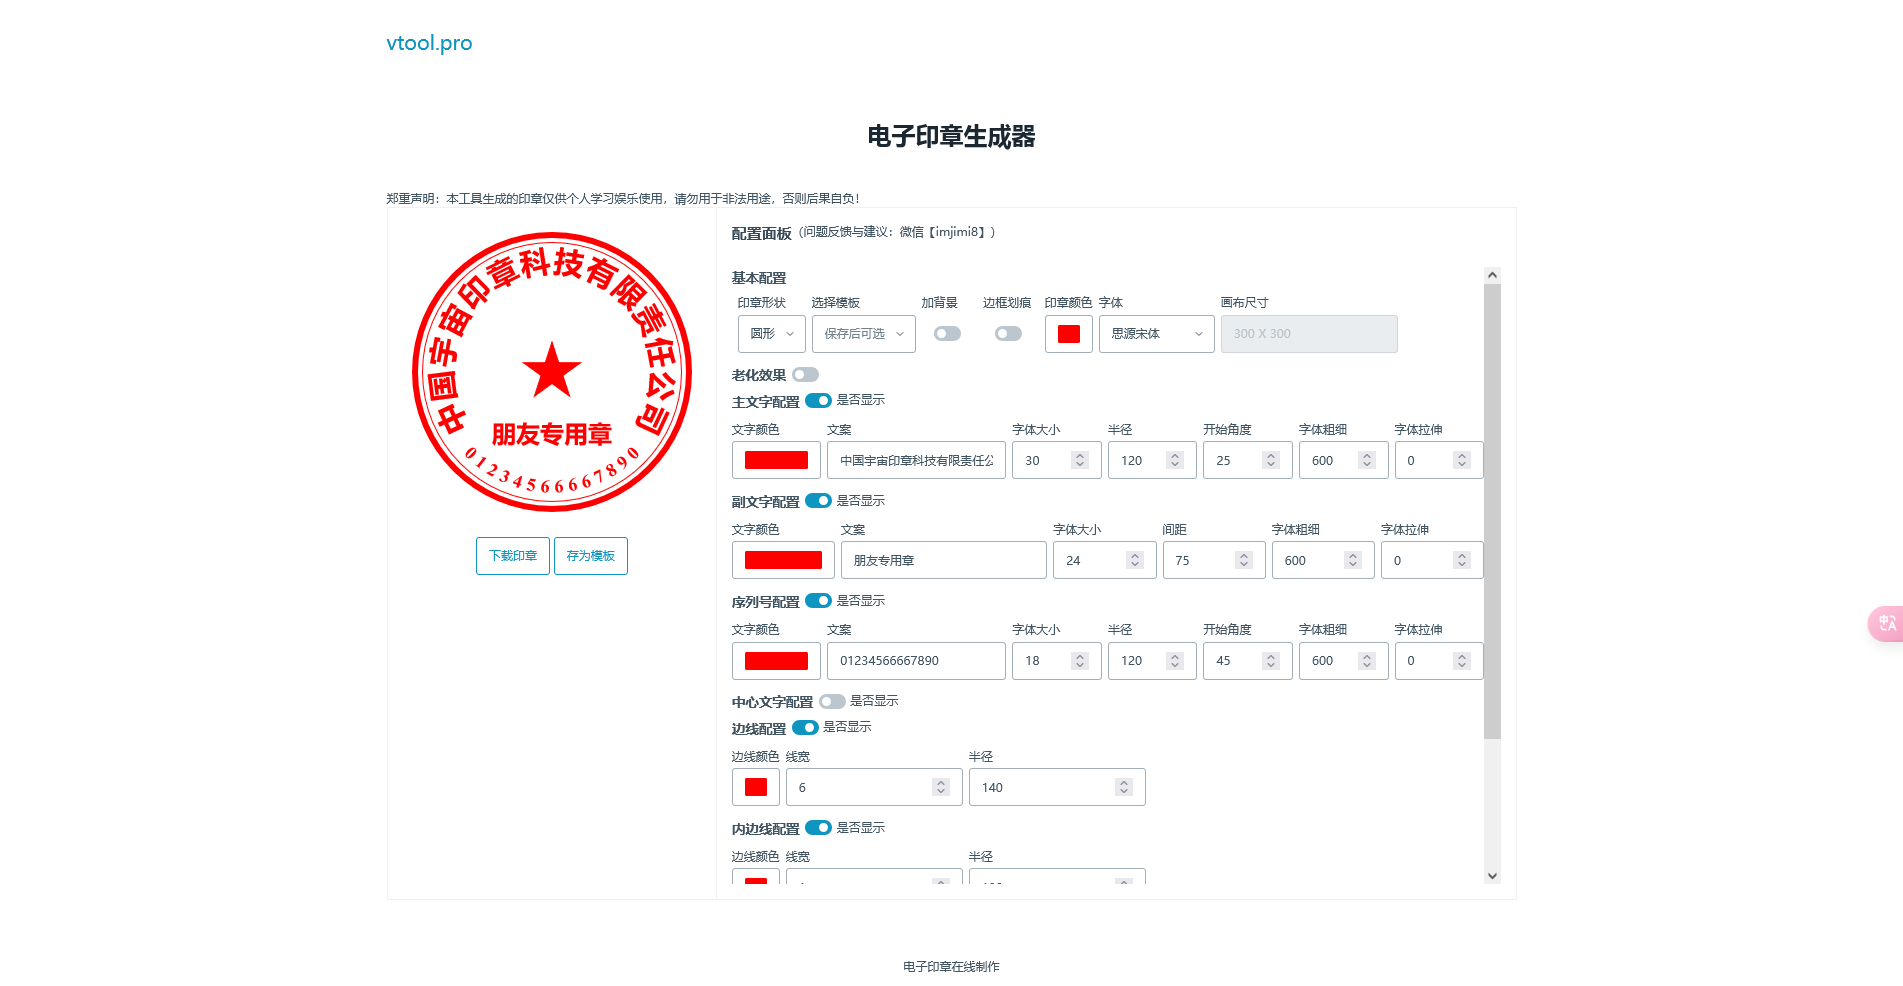 vtool.pro
电子印章生成器
郑重声明：本工具生成的印章仅供个人学习娱乐使用，请勿用于非法用途，否则后果自负！
中国宇宙印章科技有限责任公司
朋友专用章
01234566667890
下载印章 存为模板
配置面板 (问题反馈与建议：微信【imjimi8】)
基本配置
印章形状 选择模板 加背景 边框划痕 印章颜色 字体 画布尺寸
圆形 保存后可选 思源宋体 300 X 300
老化效果
主文字配置 是否显示
文字颜色 文案 字体大小 半径 开始角度 字体粗细 字体拉伸
中国宇宙印章科技有限责任公 30 120 25 600 0
副文字配置 是否显示
文字颜色 文案 字体大小 间距 字体粗细 字体拉伸
朋友专用章 24 75 600 0
序列号配置 是否显示
文字颜色 文案 字体大小 半径 开始角度 字体粗细 字体拉伸
01234566667890 18 120 45 600 0
中心文字配置 是否显示
边线配置 是否显示
边线颜色 线宽 半径
6 140
内边线配置 是否显示
边线颜色 线宽 半径
电子印章在线制作
中A